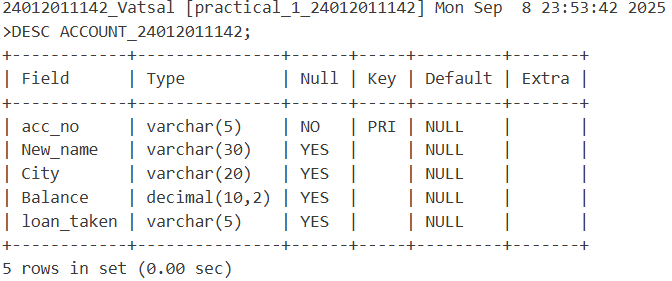 24012011142_Vatsal [practical_1_24012011142] Mon Sep  8 23:53:42 2025
>DESC ACCOUNT_24012011142;
+------------+---------------+------+-----+---------+-------+
| Field      | Type          | Null | Key | Default | Extra |
+------------+---------------+------+-----+---------+-------+
| acc_no     | varchar(5)    | NO   | PRI | NULL    |       |
| New_name   | varchar(30)   | YES  |     | NULL    |       |
| City       | varchar(20)   | YES  |     | NULL    |       |
| Balance    | decimal(10,2) | YES  |     | NULL    |       |
| loan_taken | varchar(5)    | YES  |     | NULL    |       |
+------------+---------------+------+-----+---------+-------+
5 rows in set (0.00 sec)